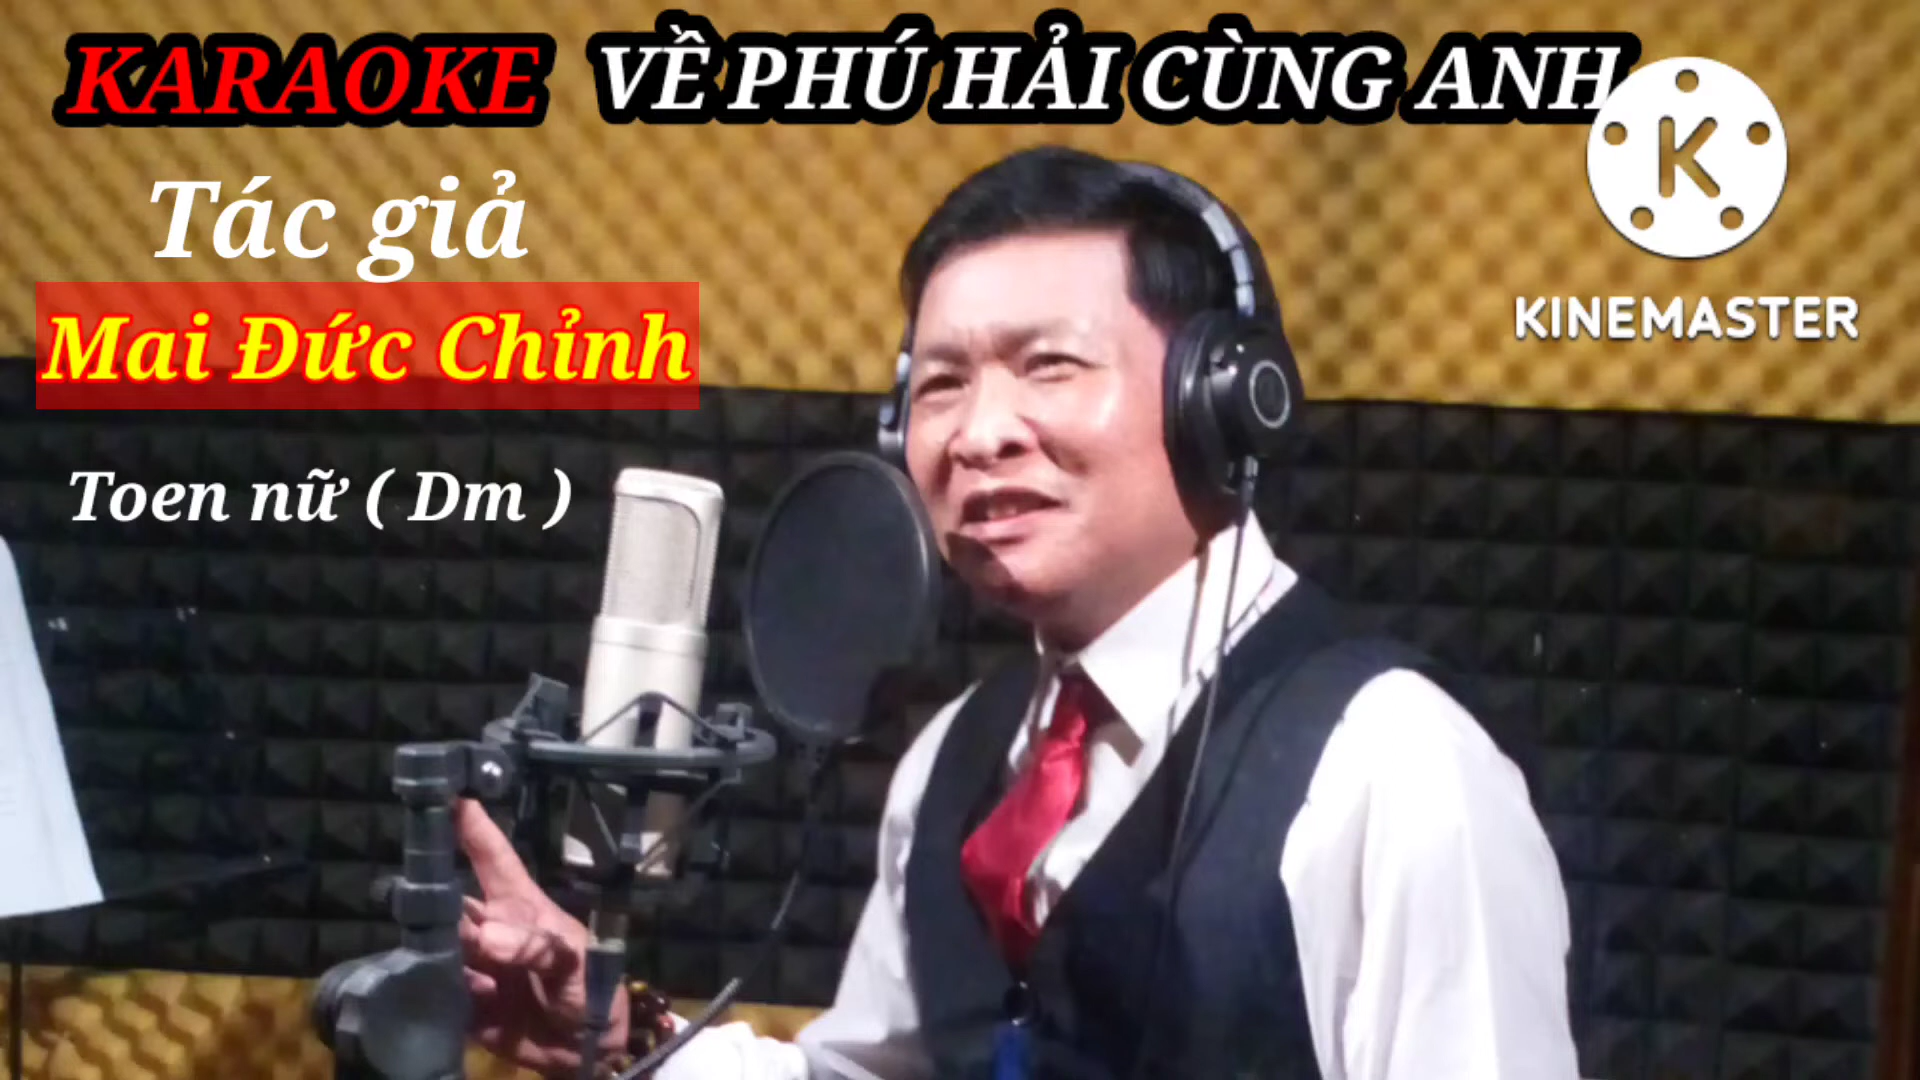 KARAOKE VỀ PHÚ HẢI CÙNG ANH
Tác giả
Mai Đức Chỉnh
Toen nữ ( Dm )
K
KINEMASTER